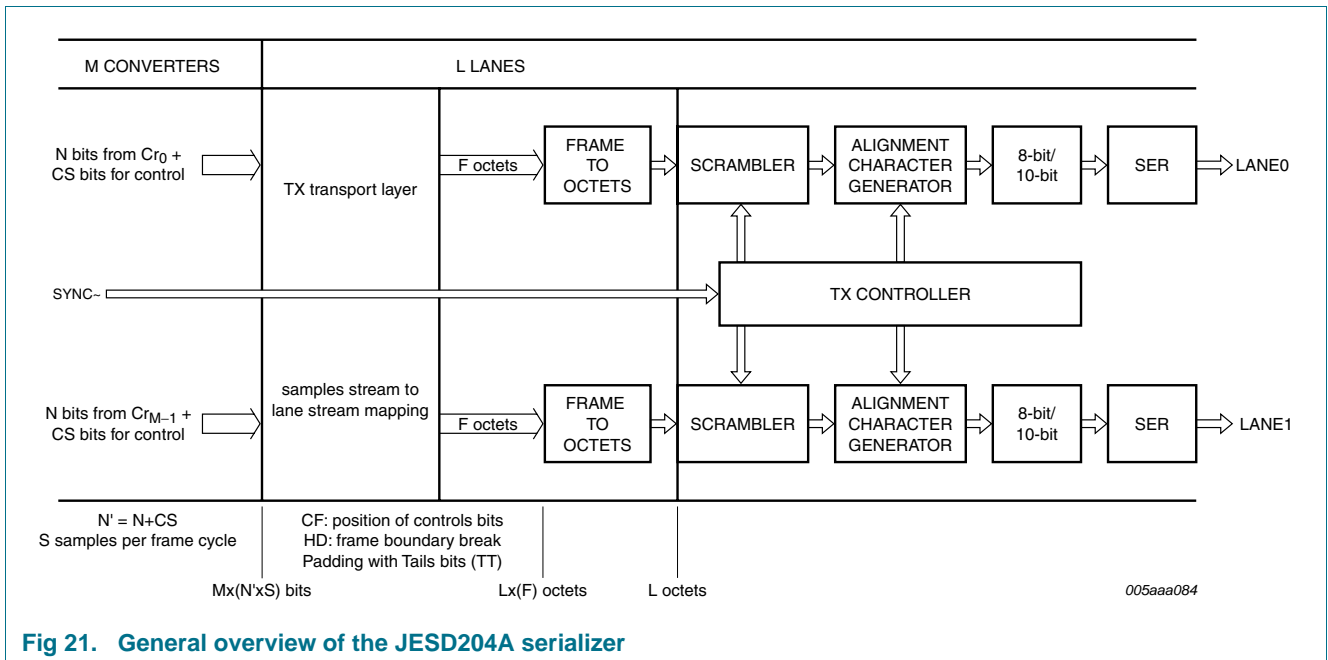 M CONVERTERS
L LANES
N bits from Cr0 +
CS bits for control
TX transport layer
F octets
FRAME
TO
OCTETS
SCRAMBLER
ALIGNMENT
CHARACTER
GENERATOR
8-bit/
10-bit
SER
LANE0
SYNC~
TX CONTROLLER
N bits from CrM−1 +
CS bits for control
samples stream to
lane stream mapping
F octets
FRAME
TO
OCTETS
SCRAMBLER
ALIGNMENT
CHARACTER
GENERATOR
8-bit/
10-bit
SER
LANE1
N' = N+CS
S samples per frame cycle
CF: position of controls bits
HD: frame boundary break
Padding with Tails bits (TT)
Mx(N'xS) bits
Lx(F) octets
L octets
005aaa084
Fig 21. General overview of the JESD204A serializer